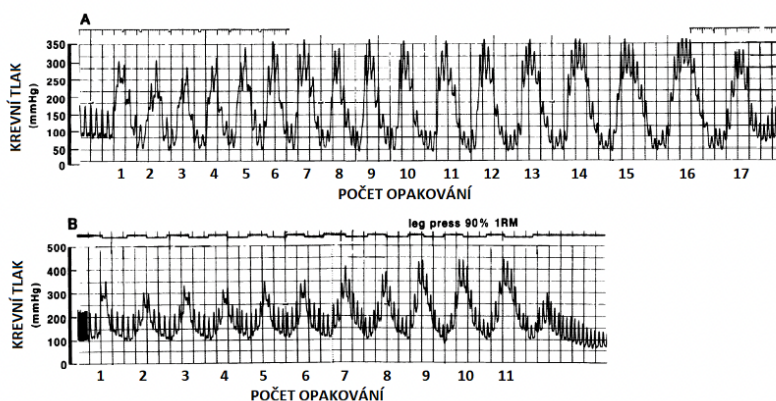 A
KREVNÍ TLAK
(mmHg)
350
300
250
200
150
100
50
0
1 2 3 4 5 6 7 8 9 10 11 12 13 14 15 16 17
POČET OPAKOVÁNÍ
B
leg press 90% 1RM
KREVNÍ TLAK
(mmHg)
500
400
300
200
100
0
1 2 3 4 5 6 7 8 9 10 11
POČET OPAKOVÁNÍ